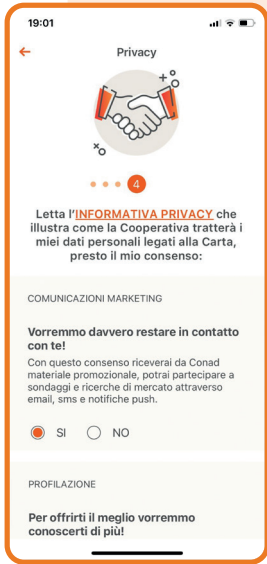 19:01
Privacy
4
Letta l'INFORMATIVA PRIVACY che
illustra come la Cooperativa tratterà i
miei dati personali legati alla Carta,
presto il mio consenso:
COMUNICAZIONI MARKETING
Vorremmo davvero restare in contatto
con te!
Con questo consenso riceverai da Conad
materiale promozionale, potrai partecipare a
sondaggi e ricerche di mercato attraverso
email, sms e notifiche push.
SI NO
PROFILAZIONE
Per offrirti il meglio vorremmo
conoscerti di più!